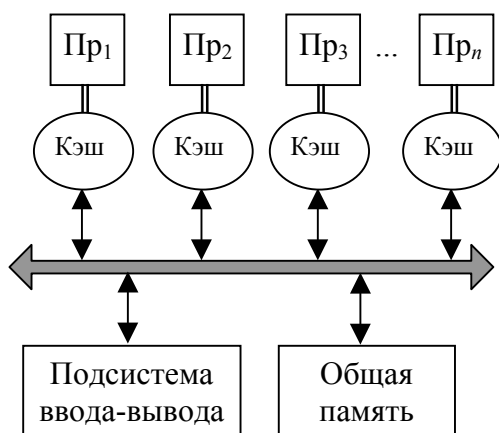 Пр1 Пр2 Пр3 ... Прn
Кэш Кэш Кэш Кэш
Подсистема Общая
ввода-вывода память